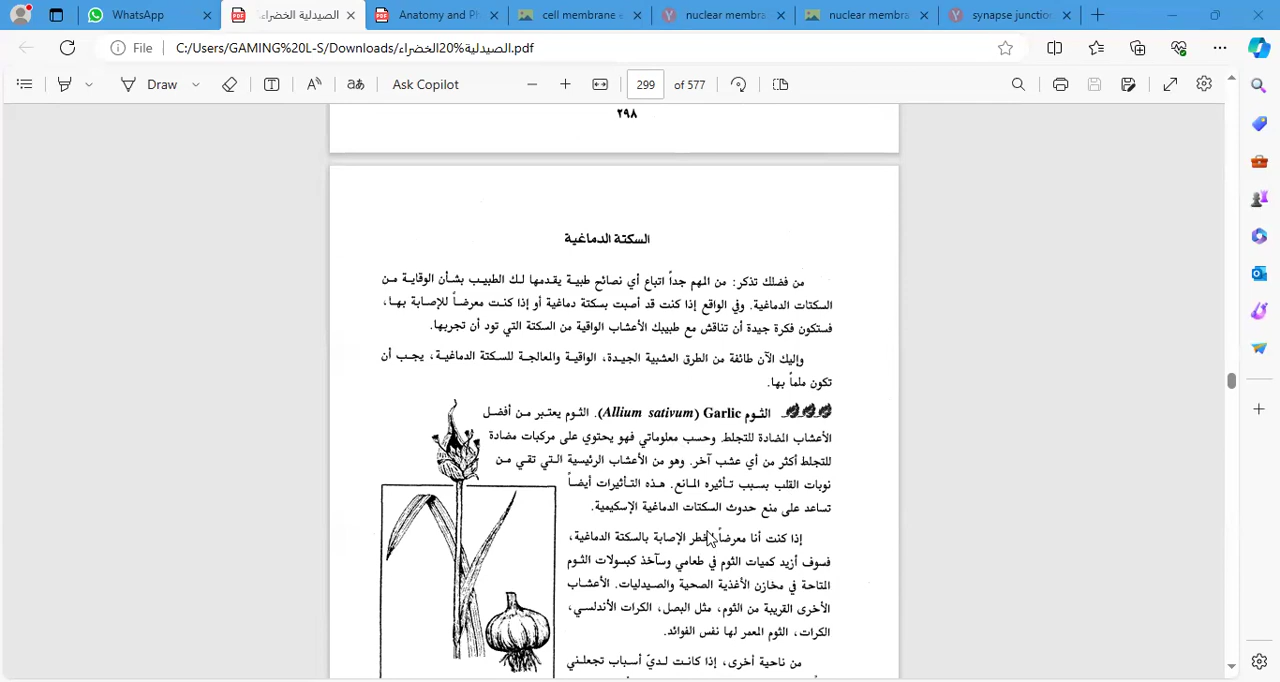 WhatsApp
الصيدلية الخضراء
Anatomy and Ph
cell membrane e
nuclear membra
nuclear membra
synapse junctio
File
C:/Users/GAMING%20L-S/Downloads/الصيدلية%20الخضراء.pdf
Draw
aあ
Ask Copilot
299 of 577
٢٩٨
السكتة الدماغية
من فضلك تذكر: من المهم جداً اتباع أي نصائح طبية يقدمها لك الطبيب بشأن الوقاية من
السكتات الدماغية. وفي الواقع إذا كنت قد أصبت بسكتة دماغية أو إذا كنت معرضاً للإصابة بها،
فستكون فكرة جيدة أن تناقش مع طبيبك الأعشاب الواقية من السكتة التي تود أن تجربها.
وإليك الآن طائفة من الطرق العشبية الجيدة، الواقية والمعالجة للسكتة الدماغية، يجب أن
تكون ملماً بها.
الثوم Garlic (Allium sativum). الثوم يعتبر من أفضل
الأعشاب المضادة للتجلط. وحسب معلوماتي فهو يحتوي على مركبات مضادة
للتجلط أكثر من أي عشب آخر. وهو من الأعشاب الرئيسية التي تقي من
نوبات القلب بسبب تأثيره المانع. هذه التأثيرات أيضاً
تساعد على منع حدوث السكتات الدماغية الإسكيمية.
إذا كنت أنا معرضاً لخطر الإصابة بالسكتة الدماغية،
فسوف أزيد كميات الثوم في طعامي وسآخذ كبسولات الثوم
المتاحة في مخازن الأغذية الصحية والصيدليات. الأعشاب
الأخرى القريبة من الثوم، مثل البصل، الكرات الأندلسي،
الكرات، الثوم المعمر لها نفس الفوائد.
من ناحية أخرى، إذا كانت لديّ أسباب تجعلني